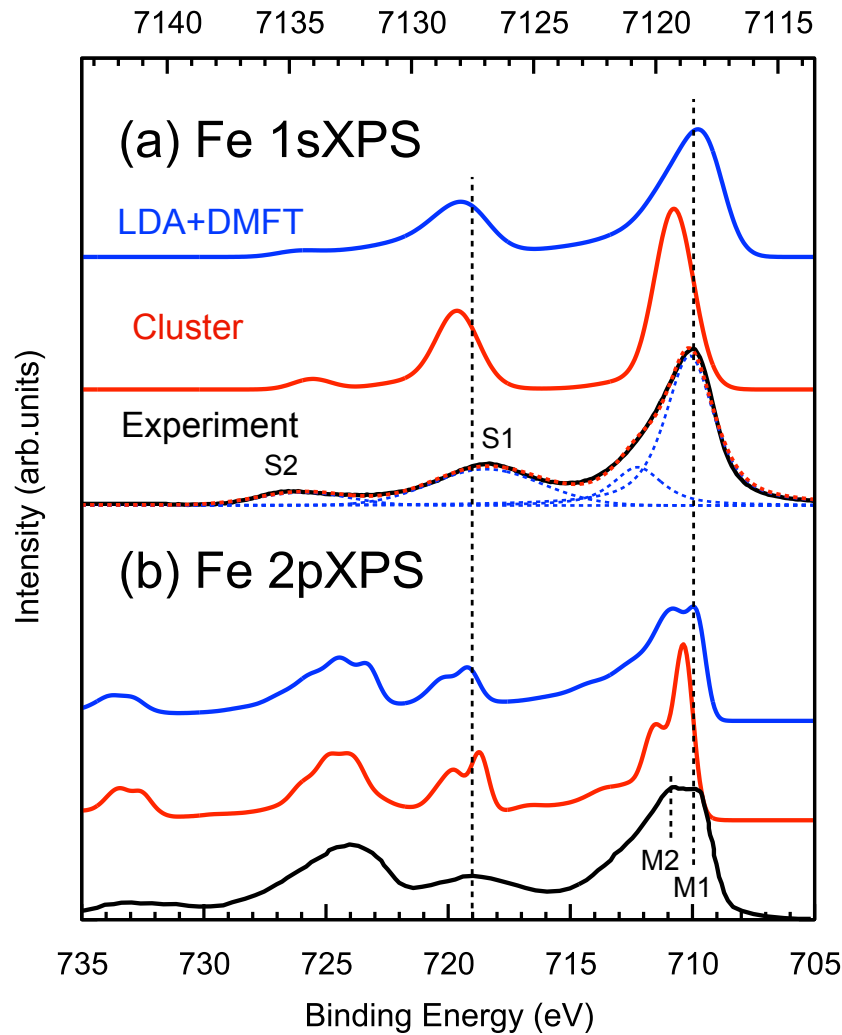 7140 7135 7130 7125 7120 7115
(a) Fe 1sXPS
LDA+DMFT
Cluster
Experiment
S1
S2
Intensity (arb.units)
(b) Fe 2pXPS
M2
M1
735 730 725 720 715 710 705
Binding Energy (eV)